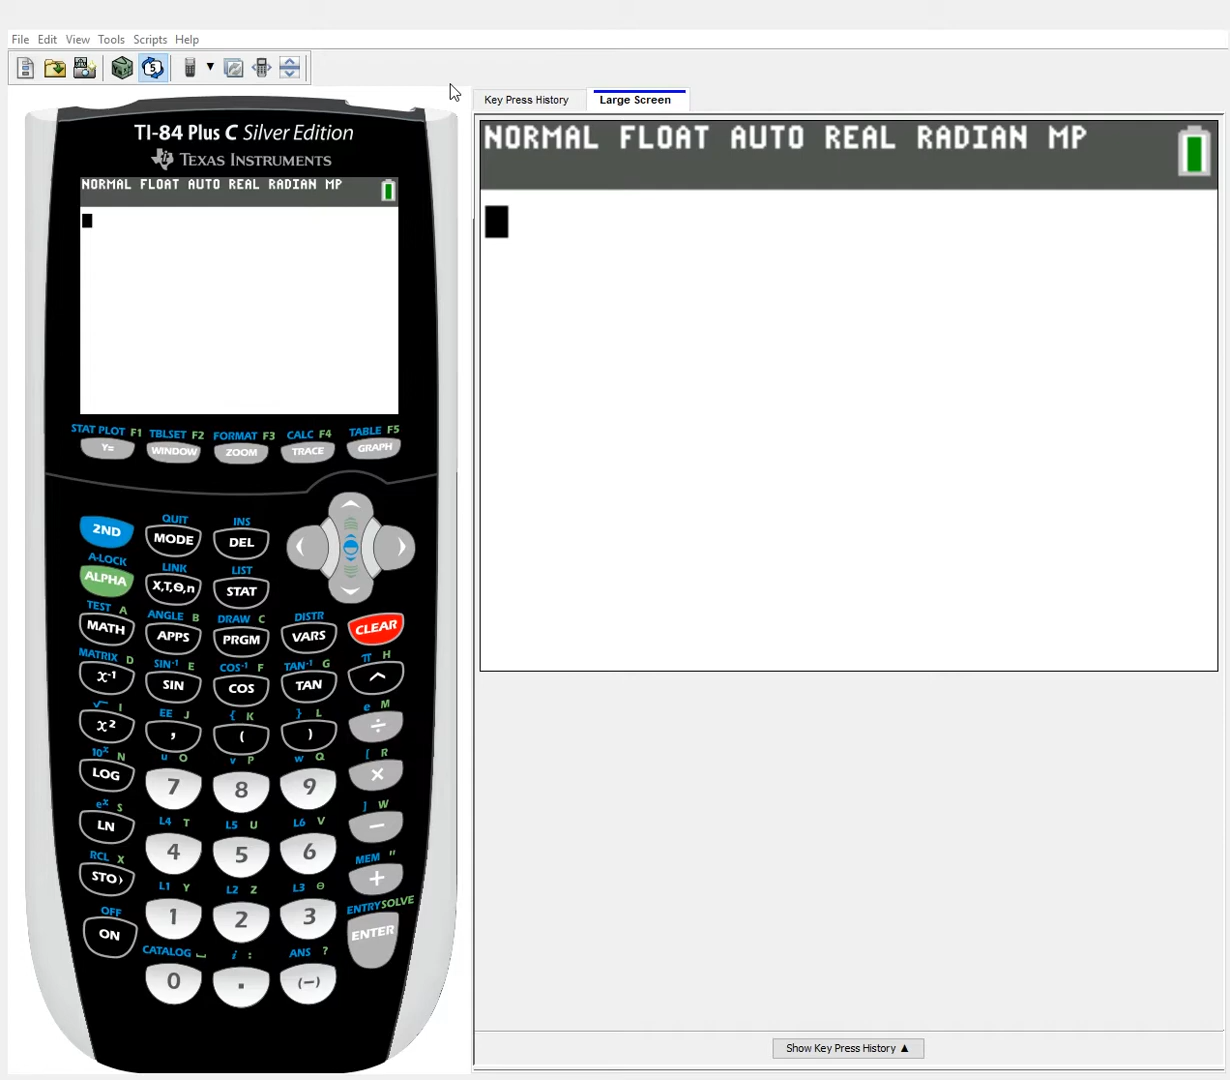 File Edit View Tools Scripts Help
Key Press History Large Screen
TI-84 Plus C Silver Edition
TEXAS INSTRUMENTS
NORMAL FLOAT AUTO REAL RADIAN MP
NORMAL FLOAT AUTO REAL RADIAN MP
STAT PLOT F1 TBLSET F2 FORMAT F3 CALC F4 TABLE F5
Y= WINDOW ZOOM TRACE GRAPH
QUIT INS
2ND MODE DEL
A-LOCK LINK LIST
ALPHA X,T,Θ,n STAT
TEST A ANGLE B DRAW C DISTR
MATH APPS PRGM VARS CLEAR
MATRIX D SIN⁻¹ E COS⁻¹ F TAN⁻¹ G π H
x⁻¹ SIN COS TAN ^
√ I EE J { K } L e M
x² , ( ) ÷
10ˣ N u O v P w Q [ R
LOG 7 8 9 ×
eˣ S L4 T L5 U L6 V ] W
LN 4 5 6 −
RCL X L1 Y L2 Z L3 θ MEM "
STO› 1 2 3 +
OFF CATALOG ⎵ i : ANS ? ENTRY SOLVE
ON 0 . (−) ENTER
Show Key Press History ▲